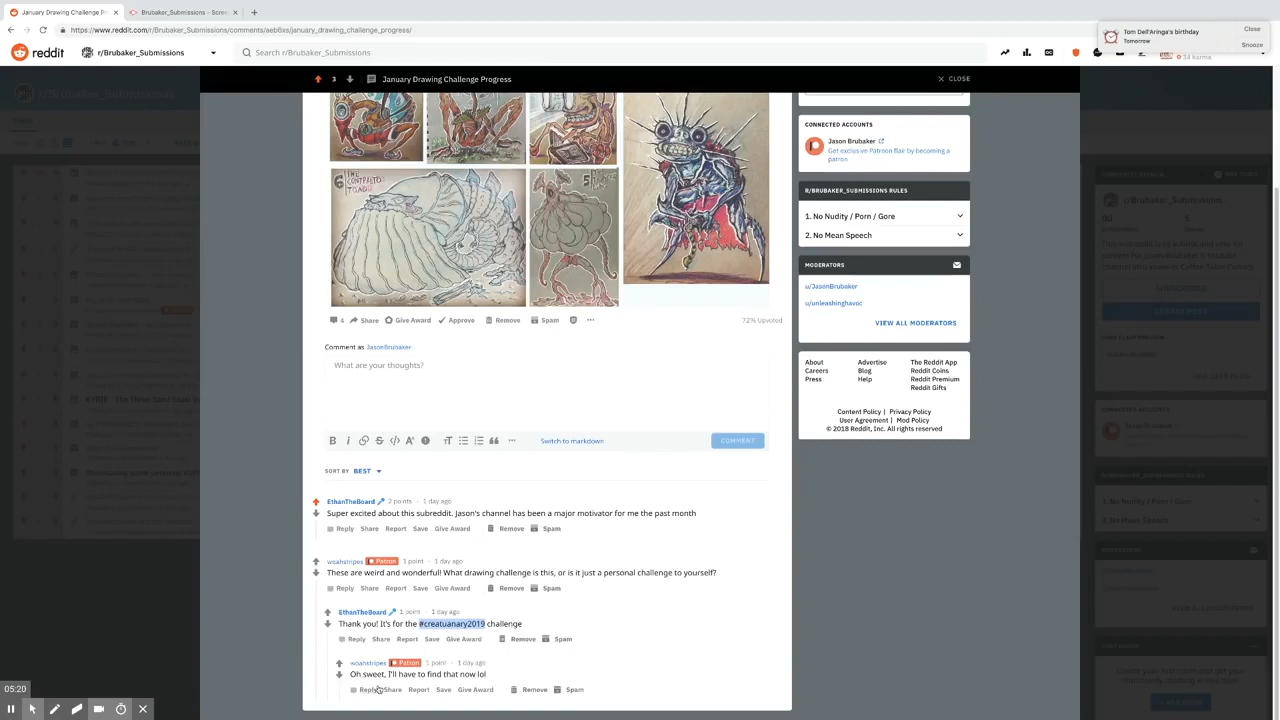 January Drawing Challenge Pr
Brubaker_Submissions – Scre
https://www.reddit.com/r/Brubaker_Submissions/comments/aeb6xs/january_drawing_challenge_progress/
Tom Dell'Aringa's birthday
Tomorrow
Close
Snooze
reddit
r/Brubaker_Submissions
Search r/Brubaker_Submissions
34 karma
3
January Drawing Challenge Progress
CLOSE
CONNECTED ACCOUNTS
Jason Brubaker
Get exclusive Patreon flair by becoming a
patron
R/BRUBAKER_SUBMISSIONS RULES
1. No Nudity / Porn / Gore
2. No Mean Speech
MODERATORS
u/JasonBrubaker
u/unleashinghavoc
VIEW ALL MODERATORS
About
Careers
Press
Advertise
Blog
Help
The Reddit App
Reddit Coins
Reddit Premium
Reddit Gifts
Content Policy | Privacy Policy
User Agreement | Mod Policy
© 2018 Reddit, Inc. All rights reserved
6
5
4 Share Give Award Approve Remove Spam
72% Upvoted
Comment as JasonBrubaker
What are your thoughts?
Switch to markdown
COMMENT
SORT BY BEST
EthanTheBoard 2 points · 1 day ago
Super excited about this subreddit. Jason's channel has been a major motivator for me the past month
Reply Share Report Save Give Award Remove Spam
woahstripes Patron 1 point · 1 day ago
These are weird and wonderful! What drawing challenge is this, or is it just a personal challenge to yourself?
Reply Share Report Save Give Award Remove Spam
EthanTheBoard 1 point · 1 day ago
Thank you! It's for the #creatuanary2019 challenge
Reply Share Report Save Give Award Remove Spam
woahstripes Patron 1 point · 1 day ago
Oh sweet, I'll have to find that now lol
Reply Share Report Save Give Award Remove Spam
05:20